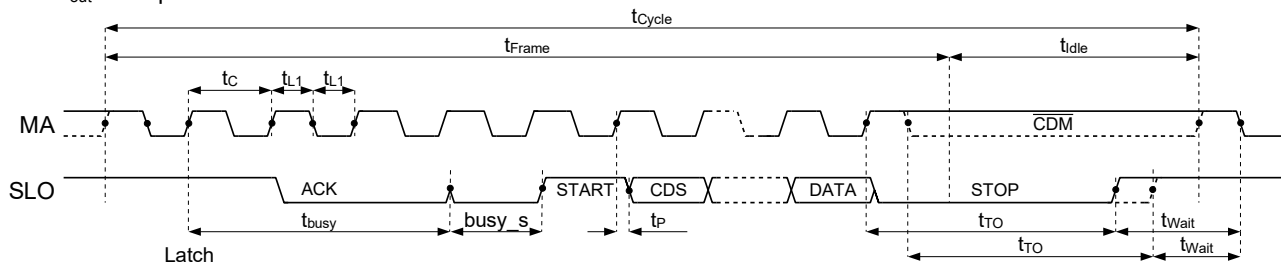 tCycle
tFrame tIdle
tC tL1 tL1
MA CDM
SLO ACK START CDS DATA STOP
tbusy busy_s tP tTO tWait
tTO tWait
Latch